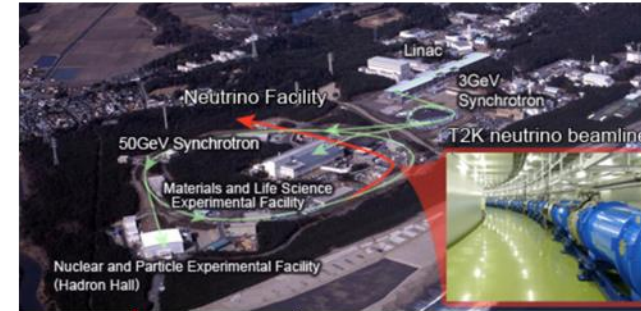 Linac
3GeV
Synchrotron
Neutrino Facility
T2K neutrino beamline
50GeV Synchrotron
Materials and Life Science
Experimental Facility
Nuclear and Particle Experimental Facility
(Hadron Hall)